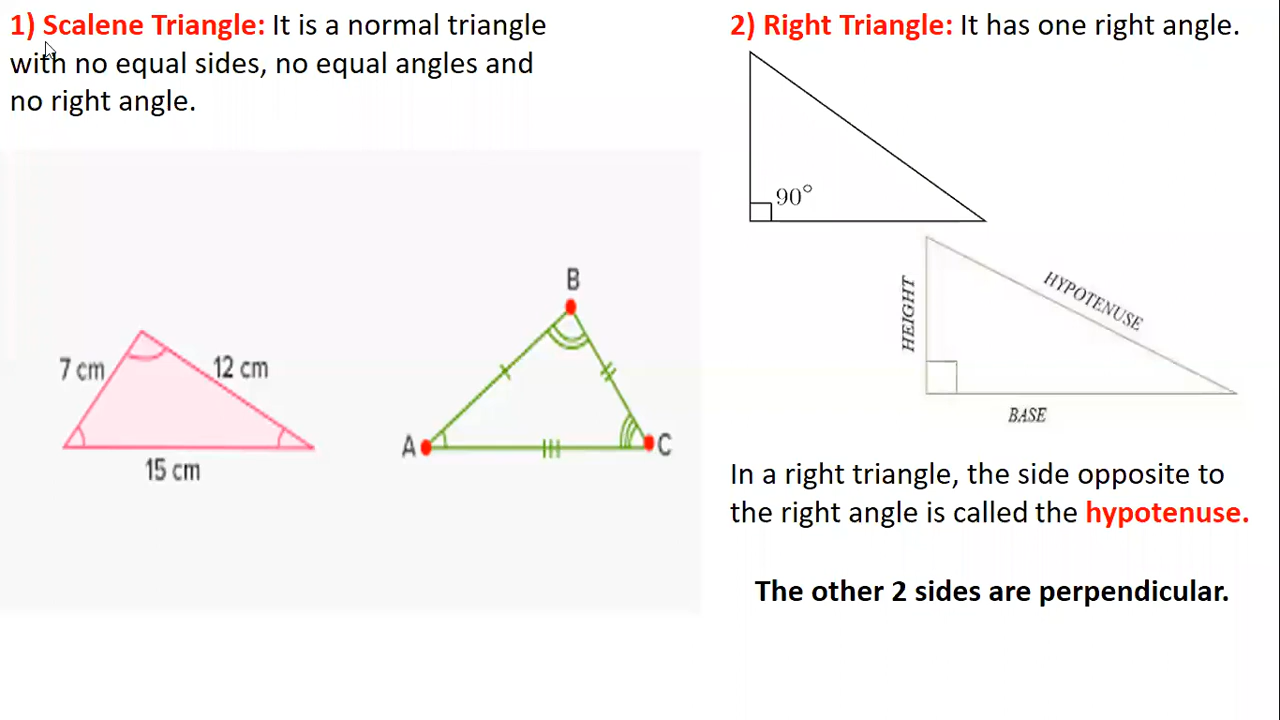 1) Scalene Triangle: It is a normal triangle
with no equal sides, no equal angles and
no right angle.
7 cm
12 cm
15 cm
B
A
C
2) Right Triangle: It has one right angle.
90°
HEIGHT
HYPOTENUSE
BASE
In a right triangle, the side opposite to
the right angle is called the hypotenuse.
The other 2 sides are perpendicular.